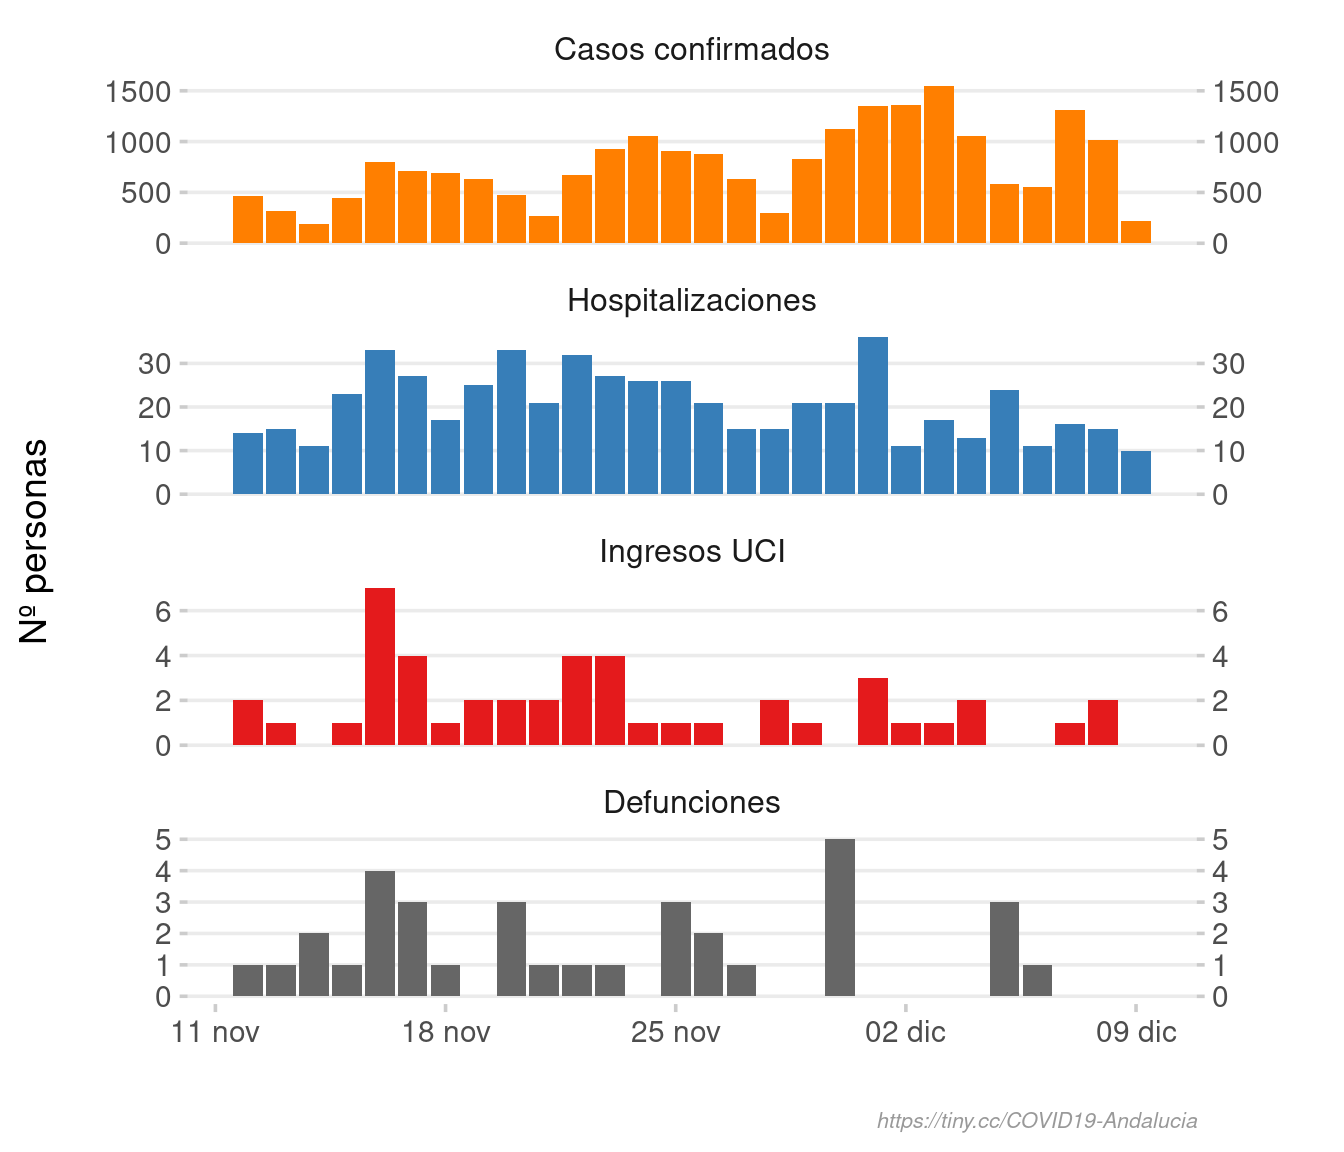 Casos confirmados
1500 1500
1000 1000
500 500
0 0
Hospitalizaciones
30 30
20 20
10 10
0 0
Nº personas
Ingresos UCI
6 6
4 4
2 2
0 0
Defunciones
5 5
4 4
3 3
2 2
1 1
0 0
11 nov 18 nov 25 nov 02 dic 09 dic
https://tiny.cc/COVID19-Andalucia